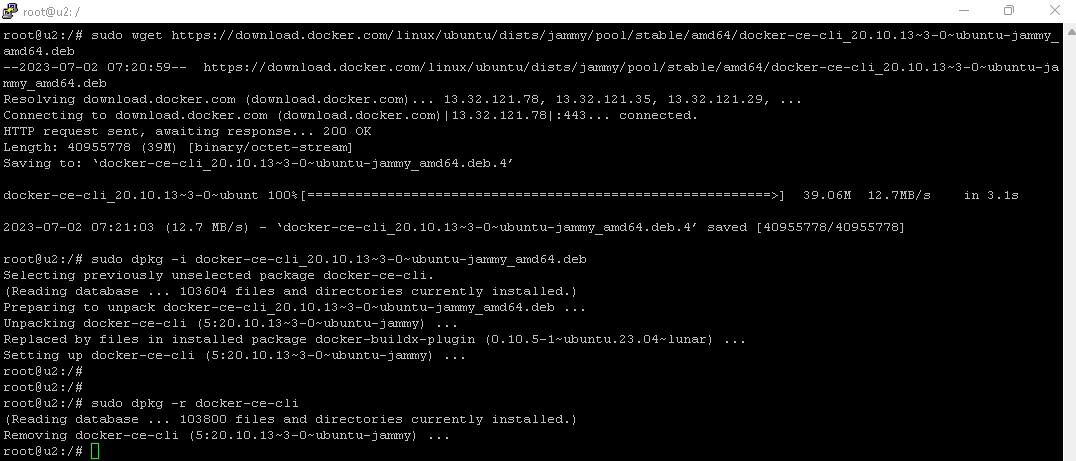 root@u2: /
root@u2:/# sudo wget https://download.docker.com/linux/ubuntu/dists/jammy/pool/stable/amd64/docker-ce-cli_20.10.13~3-0~ubuntu-jammy_
amd64.deb
--2023-07-02 07:20:59--  https://download.docker.com/linux/ubuntu/dists/jammy/pool/stable/amd64/docker-ce-cli_20.10.13~3-0~ubuntu-ja
mmy_amd64.deb
Resolving download.docker.com (download.docker.com)... 13.32.121.78, 13.32.121.35, 13.32.121.29, ...
Connecting to download.docker.com (download.docker.com)|13.32.121.78|:443... connected.
HTTP request sent, awaiting response... 200 OK
Length: 40955778 (39M) [binary/octet-stream]
Saving to: ‘docker-ce-cli_20.10.13~3-0~ubuntu-jammy_amd64.deb.4’
docker-ce-cli_20.10.13~3-0~ubunt 100%[==========================================================>]  39.06M  12.7MB/s    in 3.1s
2023-07-02 07:21:03 (12.7 MB/s) - ‘docker-ce-cli_20.10.13~3-0~ubuntu-jammy_amd64.deb.4’ saved [40955778/40955778]
root@u2:/# sudo dpkg -i docker-ce-cli_20.10.13~3-0~ubuntu-jammy_amd64.deb
Selecting previously unselected package docker-ce-cli.
(Reading database ... 103604 files and directories currently installed.)
Preparing to unpack docker-ce-cli_20.10.13~3-0~ubuntu-jammy_amd64.deb ...
Unpacking docker-ce-cli (5:20.10.13~3-0~ubuntu-jammy) ...
Replaced by files in installed package docker-buildx-plugin (0.10.5-1~ubuntu.23.04~lunar) ...
Setting up docker-ce-cli (5:20.10.13~3-0~ubuntu-jammy) ...
root@u2:/#
root@u2:/#
root@u2:/# sudo dpkg -r docker-ce-cli
(Reading database ... 103800 files and directories currently installed.)
Removing docker-ce-cli (5:20.10.13~3-0~ubuntu-jammy) ...
root@u2:/#